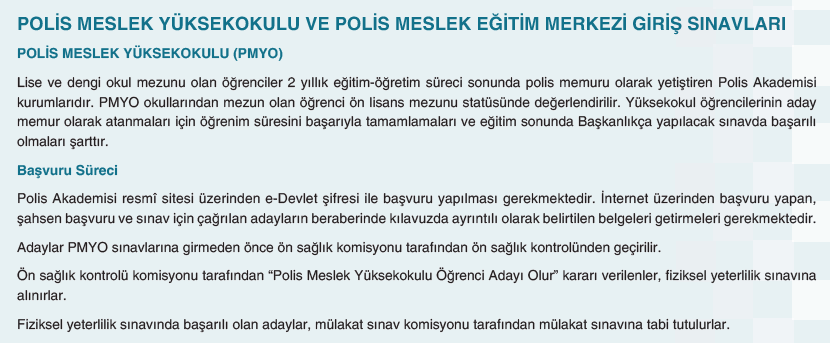 POLİS MESLEK YÜKSEKOKULU VE POLİS MESLEK EĞİTİM MERKEZİ GİRİŞ SINAVLARI
POLİS MESLEK YÜKSEKOKULU (PMYO)
Lise ve dengi okul mezunu olan öğrenciler 2 yıllık eğitim-öğretim süreci sonunda polis memuru olarak yetiştiren Polis Akademisi
kurumlarıdır. PMYO okullarından mezun olan öğrenci ön lisans mezunu statüsünde değerlendirilir. Yüksekokul öğrencilerinin aday
memur olarak atanmaları için öğrenim süresini başarıyla tamamlamaları ve eğitim sonunda Başkanlıkça yapılacak sınavda başarılı
olmaları şarttır.
Başvuru Süreci
Polis Akademisi resmî sitesi üzerinden e-Devlet şifresi ile başvuru yapılması gerekmektedir. İnternet üzerinden başvuru yapan,
şahsen başvuru ve sınav için çağrılan adayların beraberinde kılavuzda ayrıntılı olarak belirtilen belgeleri getirmeleri gerekmektedir.
Adaylar PMYO sınavlarına girmeden önce ön sağlık komisyonu tarafından ön sağlık kontrolünden geçirilir.
Ön sağlık kontrolü komisyonu tarafından “Polis Meslek Yüksekokulu Öğrenci Adayı Olur” kararı verilenler, fiziksel yeterlilik sınavına
alınırlar.
Fiziksel yeterlilik sınavında başarılı olan adaylar, mülakat sınav komisyonu tarafından mülakat sınavına tabi tutulurlar.